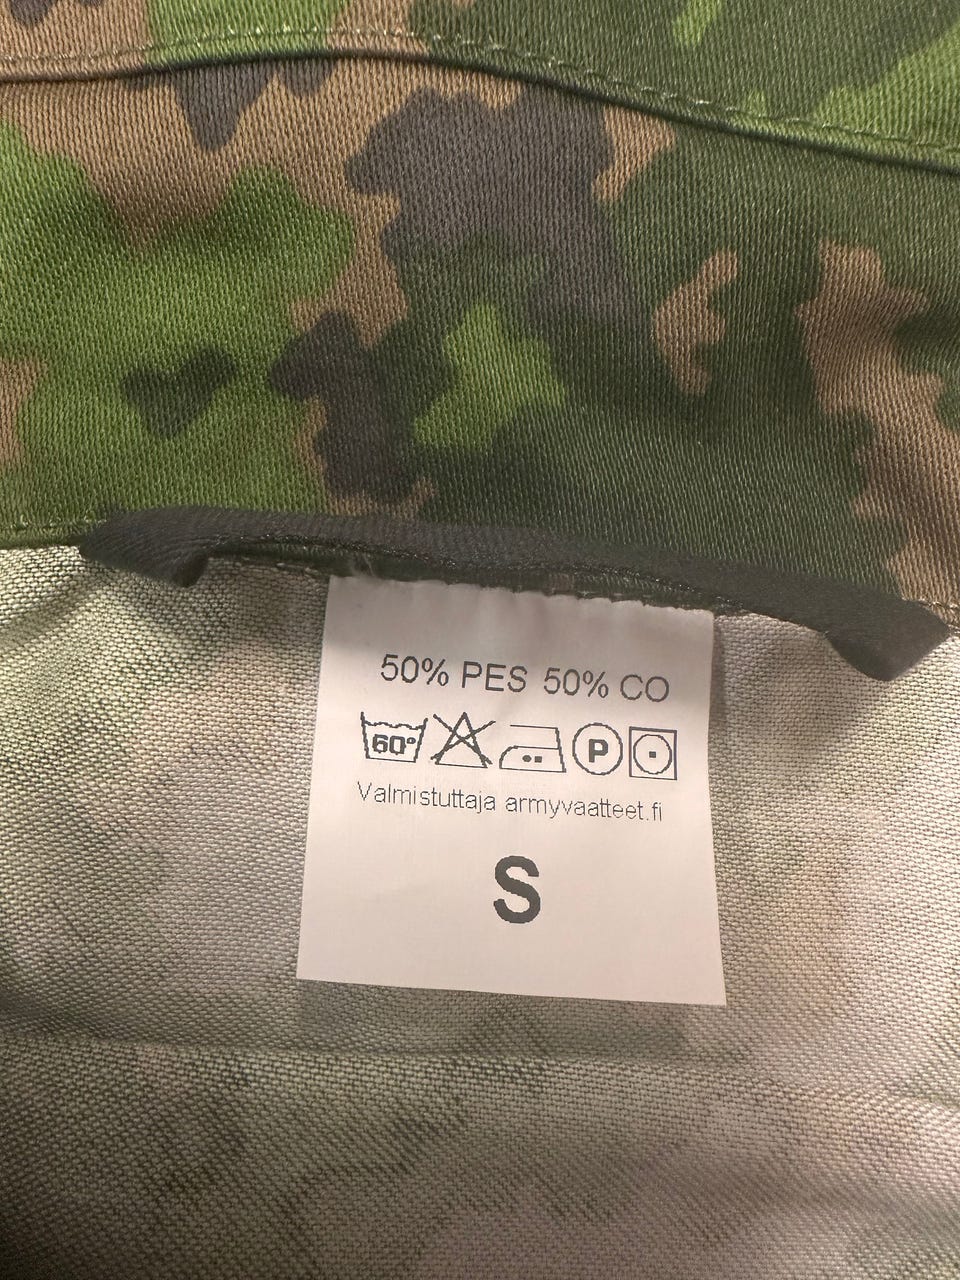 50% PES 50% CO
60° P
Valmistuttaja armyvaatteet.fi
S